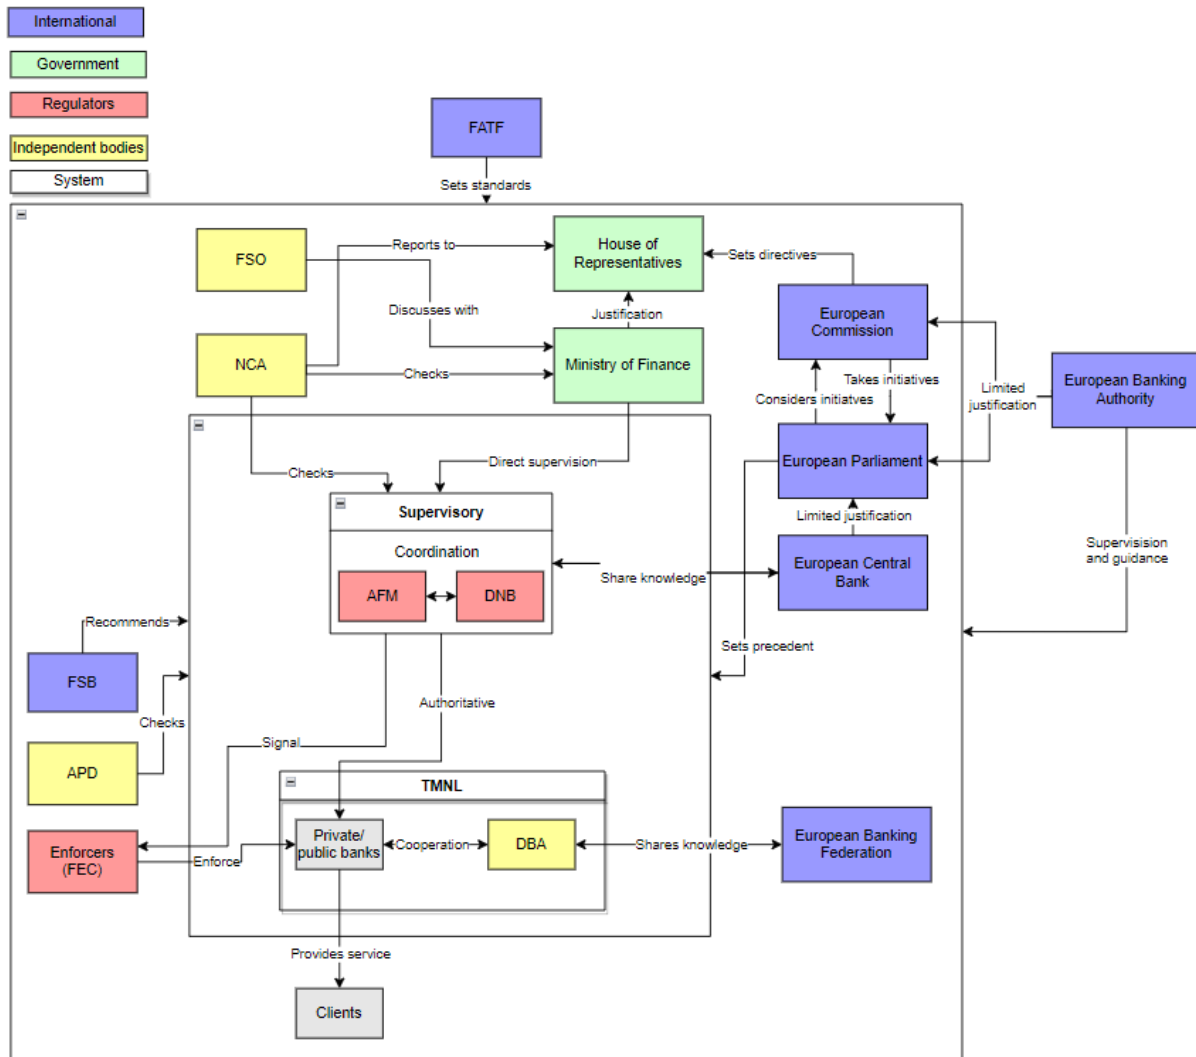 International
Government
Regulators
Independent bodies
System
FATF
Sets standards
FSO
Reports to
House of
Representatives
Sets directives
Discusses with
Justification
European
Commission
NCA
Checks
Ministry of Finance
Takes initiatives
Considers initiatves
Limited
justification
European Banking
Authority
Checks
Direct supervision
European Parliament
Supervisory
Limited justification
Coordination
AFM
DNB
Share knowledge
European Central
Bank
Supervisision
and guidance
Recommends
FSB
Sets precedent
Checks
Authoritative
APD
Signal
TMNL
Enforcers
(FEC)
Enforce
Private/
public banks
Cooperation
DBA
Shares knowledge
European Banking
Federation
Provides service
Clients